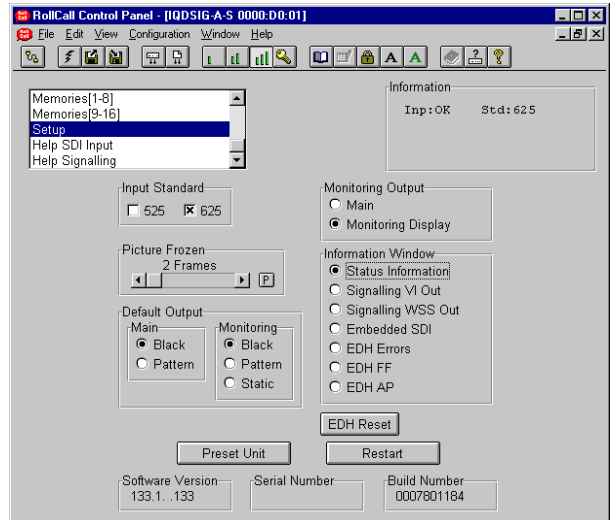 RollCall Control Panel - [IQDSIG-A-S 0000:D0:01]
File Edit View Configuration Window Help
A A
Memories[1-8]
Memories[9-16]
Setup
Help SDI Input
Help Signalling
Information
Inp:OK Std:625
Input Standard
525 625
Monitoring Output
Main
Monitoring Display
Picture Frozen
2 Frames
P
Information Window
Status Information
Signalling VI Out
Signalling WSS Out
Embedded SDI
EDH Errors
EDH FF
EDH AP
Default Output
Main
Black
Pattern
Monitoring
Black
Pattern
Static
EDH Reset
Preset Unit
Restart
Software Version
133.1. .133
Serial Number
Build Number
0007801184